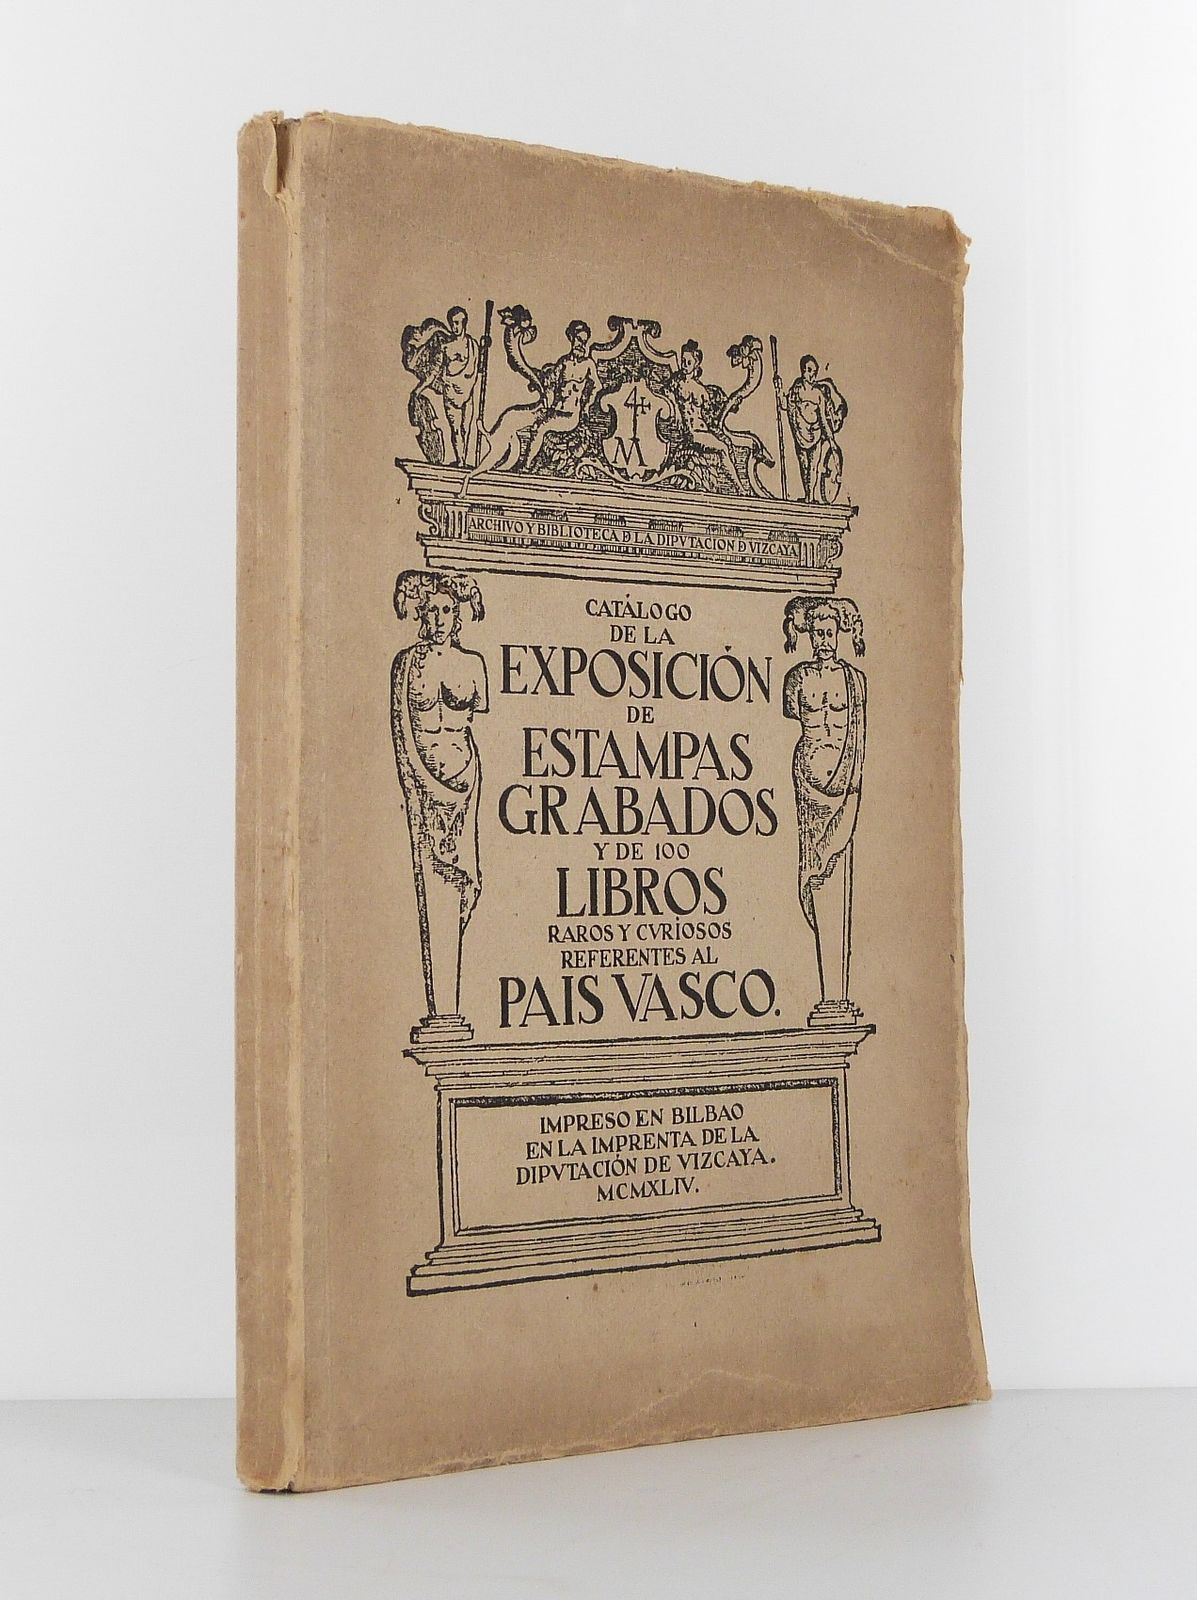 4
M
ARCHIVO Y BIBLIOTECA D LA DIPVTACION D VIZCAYA
CATÁLOGO
DE LA
EXPOSICIÓN
DE
ESTAMPAS
GRABADOS
Y DE 100
LIBROS
RAROS Y CVRIOSOS
REFERENTES AL
PAIS VASCO.
IMPRESO EN BILBAO
EN LA IMPRENTA DE LA
DIPVTACIÓN DE VIZCAYA.
MCMXLIV.